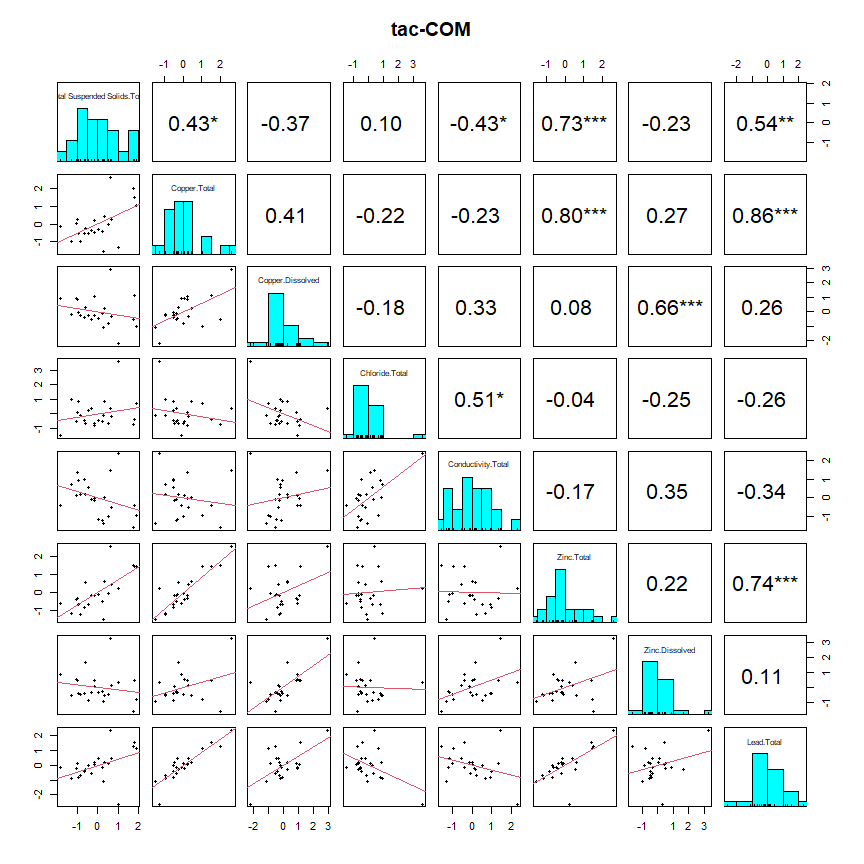 tac-COM
-1 0 1 2 -1 0 1 2 3 -1 0 1 2 -2 0 1 2
tal Suspended Solids.To 0.43* -0.37 0.10 -0.43* 0.73*** -0.23 0.54** -1 0 1 2
-1 0 1 2 Copper.Total 0.41 -0.22 -0.23 0.80*** 0.27 0.86***
Copper.Dissolved -0.18 0.33 0.08 0.66*** 0.26 -2 0 1 2 3
-1 0 1 2 3 Chloride.Total 0.51* -0.04 -0.25 -0.26
Conductivity.Total -0.17 0.35 -0.34 -1 0 1 2
-1 0 1 2 Zinc.Total 0.22 0.74***
Zinc.Dissolved 0.11 -1 0 1 2 3
-2 0 1 2 Lead.Total
-1 0 1 2 -2 -1 0 1 2 3 -1 0 1 2 -1 0 1 2 3